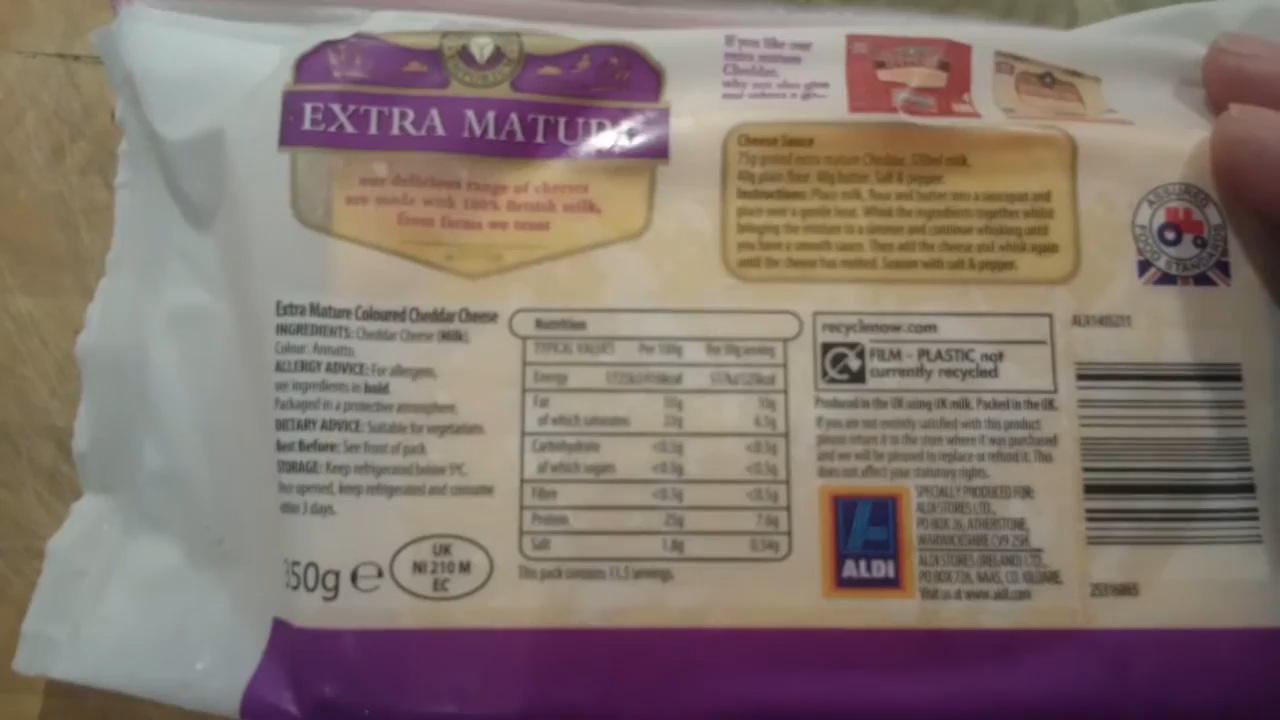 EXTRA MATUR
our delicious range of cheeses
are made with 100% British milk,
from farms we trust
If you like our
extra mature
Cheddar,
why not also give
Cheese Sauce
75g grated extra mature Cheddar, 500ml milk,
40g plain flour, 40g butter, Salt & pepper.
Instructions: Place milk, flour and butter into a saucepan and
place over a gentle heat. Whisk the ingredients together whilst
bringing the mixture to a simmer and continue whisking until
you have a smooth sauce. Then add the cheese and whisk again
until the cheese has melted. Season with salt & pepper.
ASSURED
FOOD STANDARDS
Extra Mature Coloured Cheddar Cheese
INGREDIENTS: Cheddar Cheese (Milk),
Colour: Annatto.
ALLERGY ADVICE: For allergens,
see ingredients in bold.
Packaged in a protective atmosphere.
DIETARY ADVICE: Suitable for vegetarians.
Best Before: See front of pack.
STORAGE: Keep refrigerated below 5°C.
opened, keep refrigerated and consume
3 days.
50g e
UK
NI 210 M
EC
Nutrition
TYPICAL VALUES Per 100g Per 30g serving
Energy
Fat
of which saturates 22g 6.5g
Carbohydrate <0.5g <0.5g
of which sugars <0.5g <0.5g
Fibre <0.5g <0.5g
Protein 25g 7.6g
Salt 1.8g 0.54g
This pack contains 11.5 servings
recyclenow.com
FILM - PLASTIC not
currently recycled
Produced in the UK using UK milk. Packed in the UK.
If you are not entirely satisfied with this product
please return it to the store where it was purchased
and we will be pleased to replace or refund it. This
does not affect your statutory rights.
ALDI
SPECIALLY PRODUCED FOR:
ALDI STORES LTD.,
PO BOX 26, ATHERSTONE,
WARWICKSHIRE CV9 2SH.
ALDI STORES (IRELAND) LTD.,
PO BOX 726, NAAS, CO. KILDARE.
Visit us at www.aldi.com